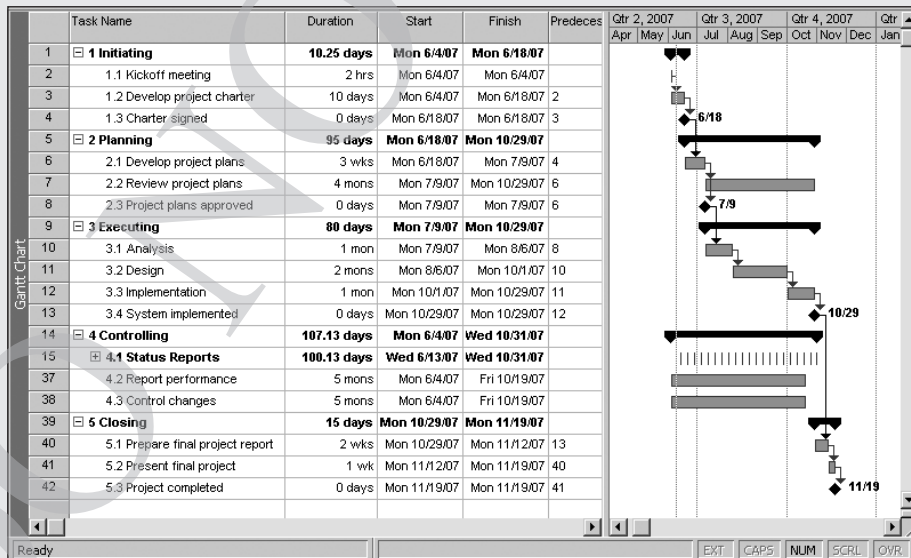 Task Name Duration Start Finish Predeces Qtr 2, 2007 Qtr 3, 2007 Qtr 4, 2007 Qtr
Apr May Jun Jul Aug Sep Oct Nov Dec Jan
1 1 Initiating 10.25 days Mon 6/4/07 Mon 6/18/07
2 1.1 Kickoff meeting 2 hrs Mon 6/4/07 Mon 6/4/07
3 1.2 Develop project charter 10 days Mon 6/4/07 Mon 6/18/07 2
4 1.3 Charter signed 0 days Mon 6/18/07 Mon 6/18/07 3 6/18
5 2 Planning 95 days Mon 6/18/07 Mon 10/29/07
6 2.1 Develop project plans 3 wks Mon 6/18/07 Mon 7/9/07 4
7 2.2 Review project plans 4 mons Mon 7/9/07 Mon 10/29/07 6
8 2.3 Project plans approved 0 days Mon 7/9/07 Mon 7/9/07 6 7/9
9 3 Executing 80 days Mon 7/9/07 Mon 10/29/07
10 3.1 Analysis 1 mon Mon 7/9/07 Mon 8/6/07 8
11 3.2 Design 2 mons Mon 8/6/07 Mon 10/1/07 10
12 3.3 Implementation 1 mon Mon 10/1/07 Mon 10/29/07 11
13 3.4 System implemented 0 days Mon 10/29/07 Mon 10/29/07 12 10/29
14 4 Controlling 107.13 days Mon 6/4/07 Wed 10/31/07
15 4.1 Status Reports 100.13 days Wed 6/13/07 Wed 10/31/07
37 4.2 Report performance 5 mons Mon 6/4/07 Fri 10/19/07
38 4.3 Control changes 5 mons Mon 6/4/07 Fri 10/19/07
39 5 Closing 15 days Mon 10/29/07 Mon 11/19/07
40 5.1 Prepare final project report 2 wks Mon 10/29/07 Mon 11/12/07 13
41 5.2 Present final project 1 wk Mon 11/12/07 Mon 11/19/07 40
42 5.3 Project completed 0 days Mon 11/19/07 Mon 11/19/07 41 11/19
Gantt Chart
Ready EXT CAPS NUM SCRL OVR